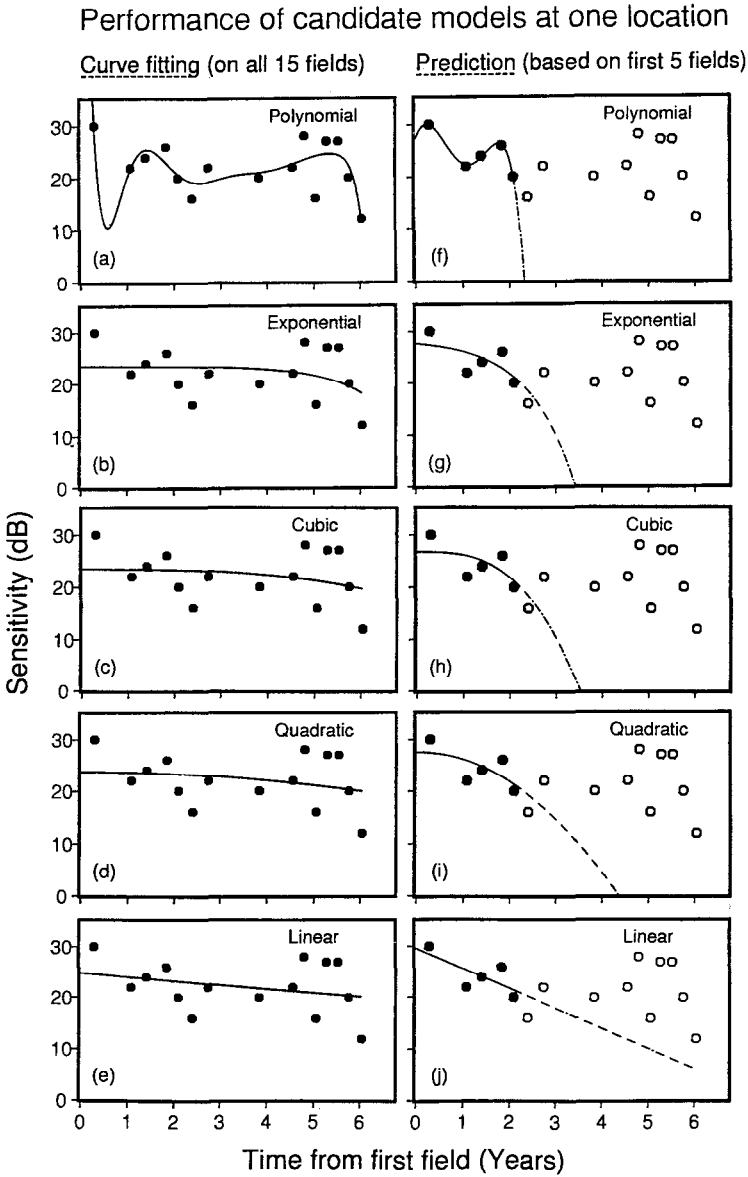 Performance of candidate models at one location
Curve fitting (on all 15 fields)
Prediction (based on first 5 fields)
Polynomial
30
20
10
0
(a)
Polynomial
(f)
Exponential
30
20
10
0
(b)
Exponential
(g)
Cubic
30
20
10
0
(c)
Cubic
(h)
Quadratic
30
20
10
0
(d)
Quadratic
(i)
Linear
30
20
10
0
(e)
Linear
(j)
Sensitivity (dB)
0 1 2 3 4 5 6
0 1 2 3 4 5 6
Time from first field (Years)